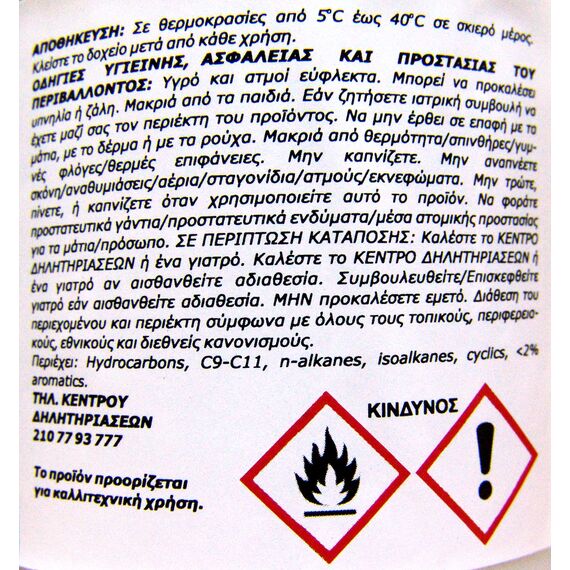 ΑΠΟΘΗΚΕΥΣΗ: Σε θερμοκρασίες από 5°C έως 40°C σε σκιερό μέρος.
Κλείστε το δοχείο μετά από κάθε χρήση.
ΟΔΗΓΙΕΣ ΥΓΙΕΙΝΗΣ, ΑΣΦΑΛΕΙΑΣ ΚΑΙ ΠΡΟΣΤΑΣΙΑΣ ΤΟΥ
ΠΕΡΙΒΑΛΛΟΝΤΟΣ: Υγρό και ατμοί εύφλεκτα. Μπορεί να προκαλέσει
υπνηλία ή ζάλη. Μακριά από τα παιδιά. Εάν ζητήσετε ιατρική συμβουλή να
έχετε μαζί σας τον περιέκτη του προϊόντος. Να μην έρθει σε επαφή με τα
μάτια, με το δέρμα ή με τα ρούχα. Μακριά από θερμότητα/σπινθήρες/γυμ-
νές φλόγες/θερμές επιφάνειες. Μην καπνίζετε. Μην αναπνέετε
σκόνη/αναθυμιάσεις/αέρια/σταγονίδια/ατμούς/εκνεφώματα. Μην τρώτε,
πίνετε, ή καπνίζετε όταν χρησιμοποιείτε αυτό το προϊόν. Να φοράτε
προστατευτικά γάντια/προστατευτικά ενδύματα/μέσα ατομικής προστασίας
για τα μάτια/πρόσωπο. ΣΕ ΠΕΡΙΠΤΩΣΗ ΚΑΤΑΠΟΣΗΣ: Καλέστε το ΚΕΝΤΡΟ
ΔΗΛΗΤΗΡΙΑΣΕΩΝ ή ένα γιατρό. Καλέστε το ΚΕΝΤΡΟ ΔΗΛΗΤΗΡΙΑΣΕΩΝ ή
ένα γιατρό αν αισθανθείτε αδιαθεσία. Συμβουλευθείτε/Επισκεφθείτε
γιατρό εάν αισθανθείτε αδιαθεσία. ΜΗΝ προκαλέσετε εμετό. Διάθεση του
περιεχομένου και περιέκτη σύμφωνα με όλους τους τοπικούς, περιφερεια-
κούς, εθνικούς και διεθνείς κανονισμούς.
Περιέχει: Hydrocarbons, C9-C11, n-alkanes, isoalkanes, cyclics, <2%
aromatics.
ΤΗΛ. ΚΕΝΤΡΟΥ
ΔΗΛΗΤΗΡΙΑΣΕΩΝ
210 77 93 777
ΚΙΝΔΥΝΟΣ
Το προϊόν προορίζεται
για καλλιτεχνική χρήση.